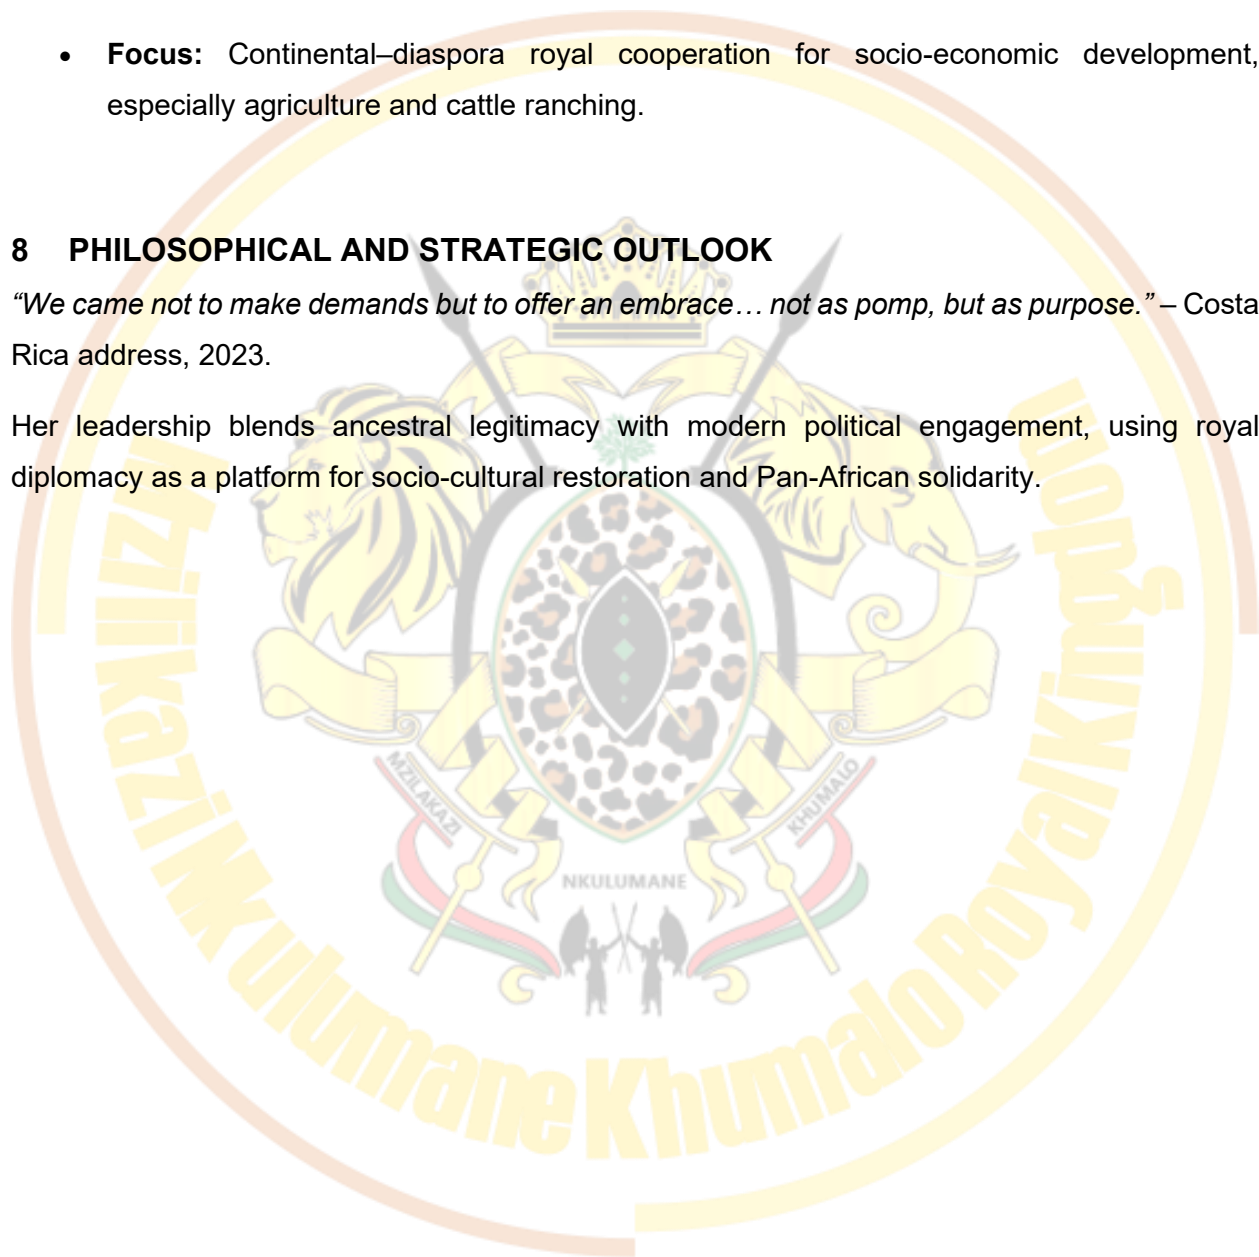 • Focus: Continental–diaspora royal cooperation for socio-economic development,
especially agriculture and cattle ranching.
8 PHILOSOPHICAL AND STRATEGIC OUTLOOK
“We came not to make demands but to offer an embrace… not as pomp, but as purpose.” – Costa
Rica address, 2023.
Her leadership blends ancestral legitimacy with modern political engagement, using royal
diplomacy as a platform for socio-cultural restoration and Pan-African solidarity.
MZILAKAZI
KHUMALO
NKULUMANE
Mzilikazi Nkulumane Khumalo Royal Kingdom